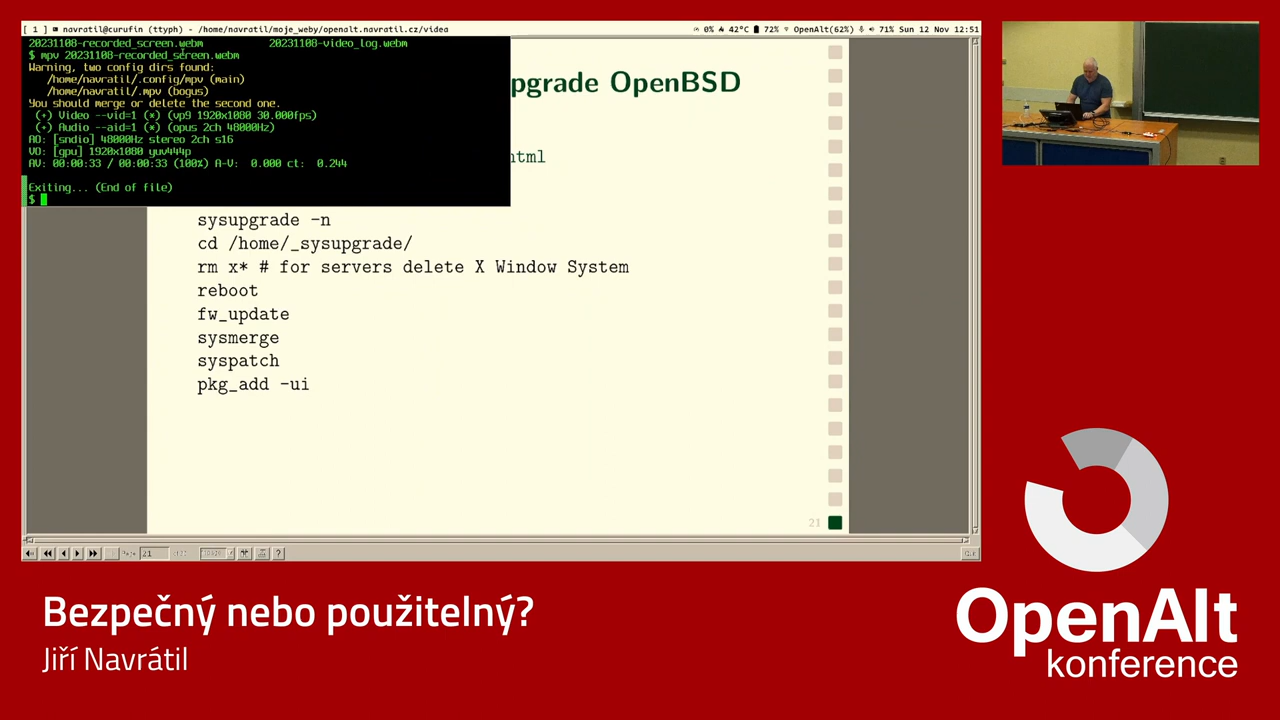 [ 1 ] navratil@curufin (ttyph) - /home/navratil/moje_weby/openalt.navratil.cz/videa
0% 42°C 72% OpenAlt(62%) 71% Sun 12 Nov 12:51
20231108-recorded_screen.webm 20231108-video_log.webm
$ mpv 20231108-recorded_screen.webm
Warning, two config dirs found:
/home/navratil/.config/mpv (main)
/home/navratil/.mpv (bogus)
You should merge or delete the second one.
(+) Video --vid=1 (*) (vp9 1920x1080 30.000fps)
(+) Audio --aid=1 (*) (opus 2ch 48000Hz)
AO: [sndio] 48000Hz stereo 2ch s16
VO: [gpu] 1920x1080 yuv444p
AV: 00:00:33 / 00:00:33 (100%) A-V: 0.000 ct: 0.244
Exiting... (End of file)
$
pgrade OpenBSD
html
sysupgrade -n
cd /home/_sysupgrade/
rm x* # for servers delete X Window System
reboot
fw_update
sysmerge
syspatch
pkg_add -ui
21
Page 21
?
Bezpečný nebo použitelný?
Jiří Navrátil
OpenAlt
konference